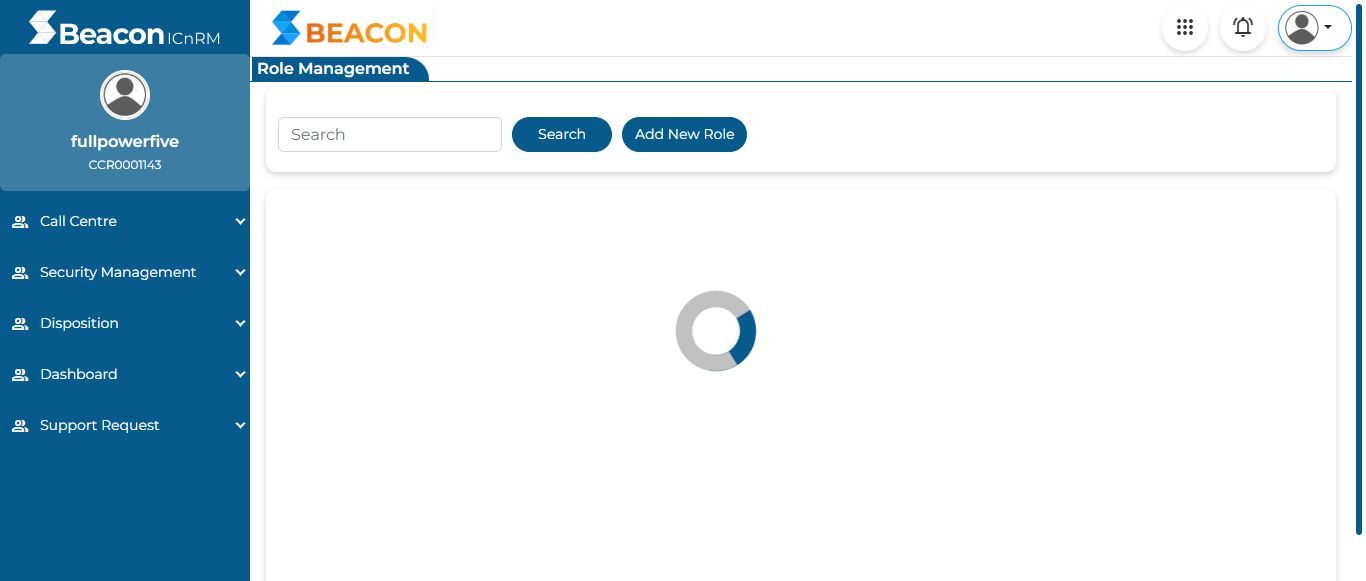 Beacon ICnRM
BEACON
Role Management
fullpowerfive
CCR0001143
Search
Search
Add New Role
Call Centre
Security Management
Disposition
Dashboard
Support Request